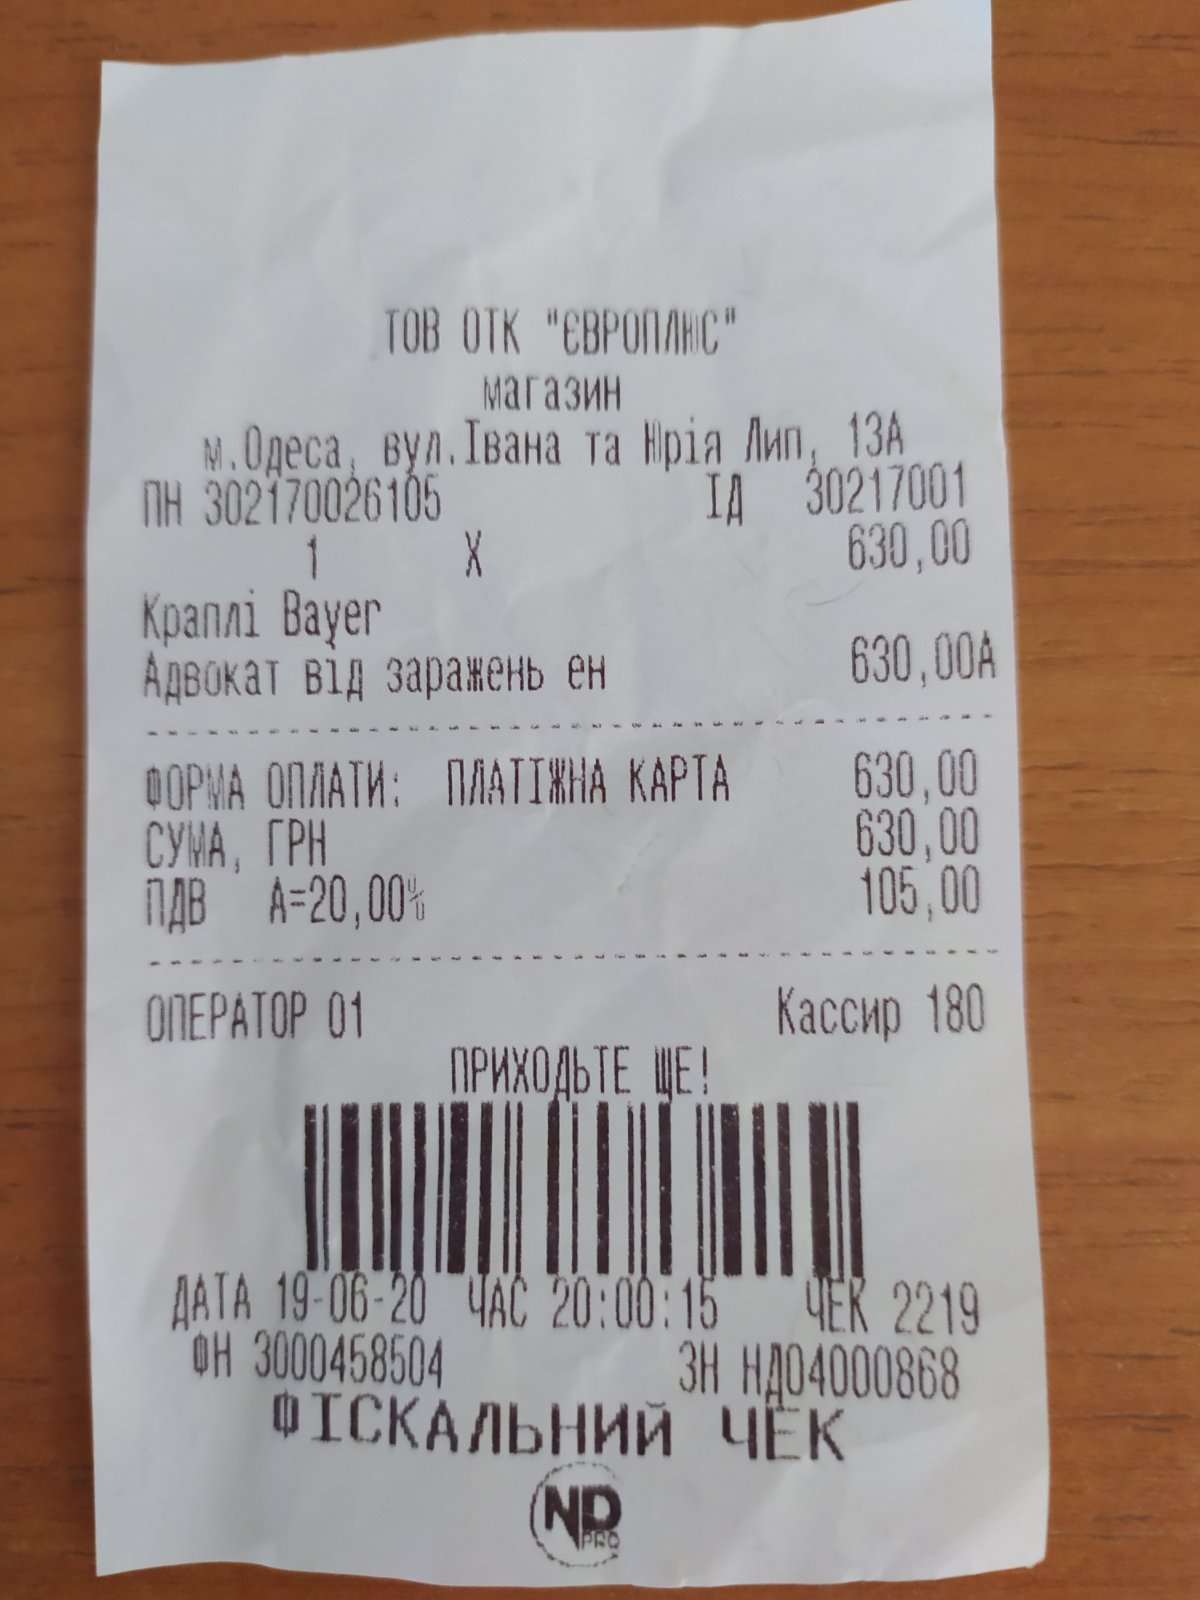 ТОВ ОТК "ЄВРОПЛЮС"
магазин
м.Одеса, вул.Івана та Юрія Лип, 13А
ПН 302170026105 ІД 30217001
1 X 630,00
Краплі Bayer
Адвокат від заражень ен 630,00А
ФОРМА ОПЛАТИ: ПЛАТІЖНА КАРТА 630,00
СУМА, ГРН 630,00
ПДВ А=20,00% 105,00
ОПЕРАТОР 01 Кассир 180
ПРИХОДЬТЕ ЩЕ!
ДАТА 19-06-20 ЧАС 20:00:15 ЧЕК 2219
ФН 3000458504 ЗН НД04000868
ФІСКАЛЬНИЙ ЧЕК
ND
PRO